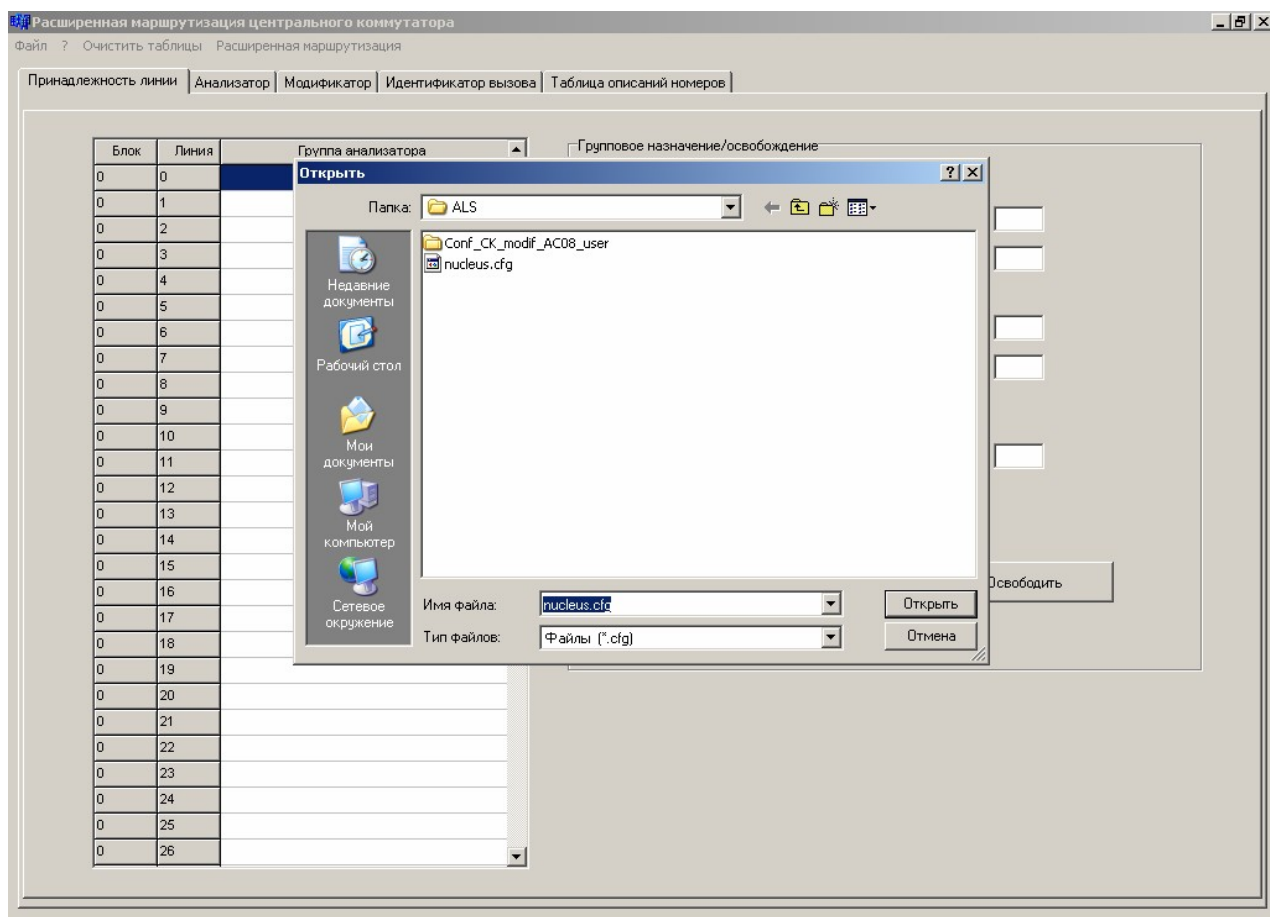 Расширенная маршрутизация центрального коммутатора
Файл ? Очистить таблицы Расширенная маршрутизация
Принадлежность линии Анализатор Модификатор Идентификатор вызова Таблица описаний номеров
Блок Линия Группа анализатора
Групповое назначение/освобождение
0 0
0 1
0 2
0 3
0 4
0 5
0 6
0 7
0 8
0 9
0 10
0 11
0 12
0 13
0 14
0 15
0 16
0 17
0 18
0 19
0 20
0 21
0 22
0 23
0 24
0 25
0 26
Открыть
Папка: ALS
Conf_CK_modif_AC08_user
nucleus.cfg
Недавние
документы
Рабочий стол
Мои
документы
Мой
компьютер
Сетевое
окружение
Имя файла: nucleus.cfg Открыть
Тип файлов: Файлы (*.cfg) Отмена
Освободить